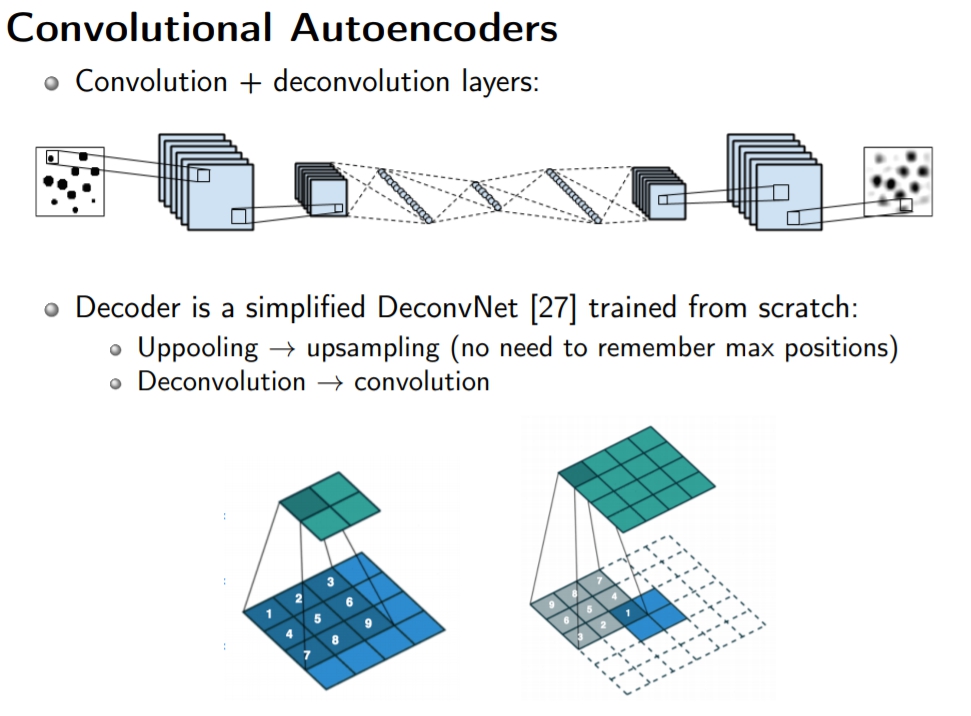 Convolutional Autoencoders
Convolution + deconvolution layers:
Decoder is a simplified DeconvNet [27] trained from scratch:
Uppooling → upsampling (no need to remember max positions)
Deconvolution → convolution
1 2 3
4 5 6
7 8 9
9 8 7
6 5 4
3 2 1